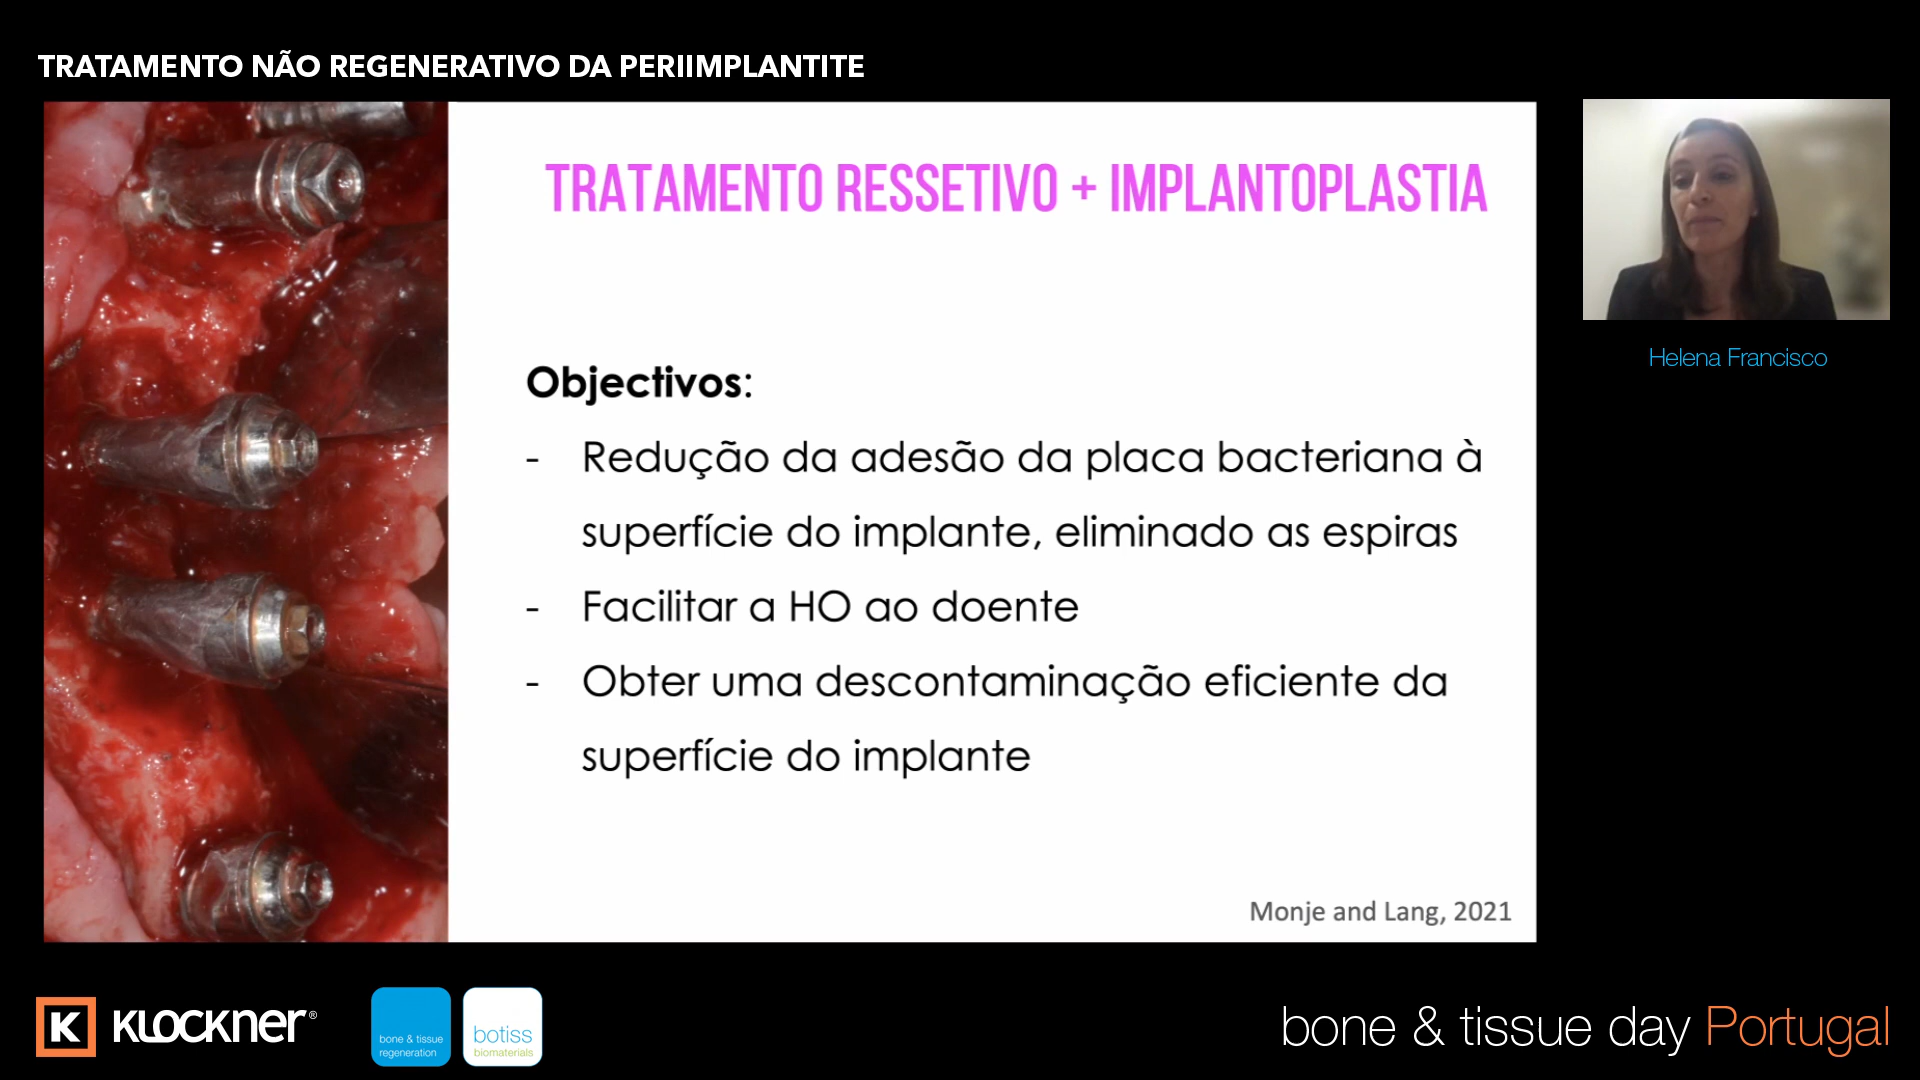 TRATAMENTO NÃO REGENERATIVO DA PERIIMPLANTITE
TRATAMENTO RESSETIVO + IMPLANTOPLASTIA
Objectivos:
- Redução da adesão da placa bacteriana à
superfície do implante, eliminado as espiras
- Facilitar a HO ao doente
- Obter uma descontaminação eficiente da
superfície do implante
Monje and Lang, 2021
Helena Francisco
K KLOCKNER®
bone & tissue
regeneration
botiss
biomaterials
bone & tissue day Portugal